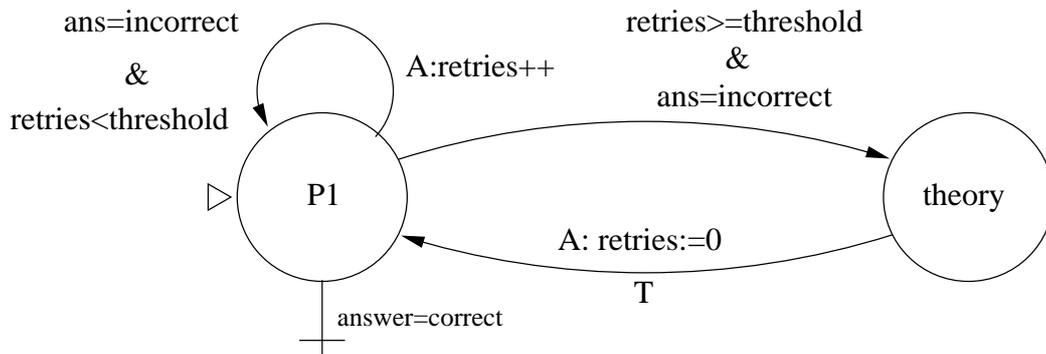 ans=incorrect
&
retries<threshold
A:retries++
retries>=threshold
&
ans=incorrect
P1
theory
A: retries:=0
T
answer=correct